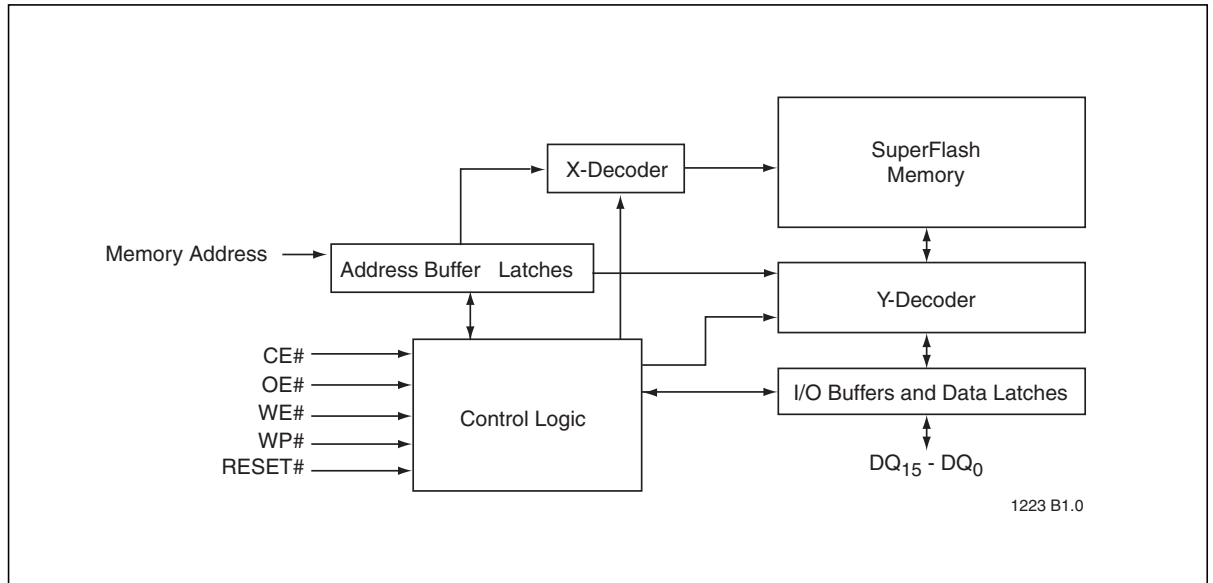 SuperFlash
Memory
X-Decoder
Memory Address
Address Buffer Latches
Y-Decoder
CE#
OE#
WE#
WP#
RESET#
Control Logic
I/O Buffers and Data Latches
DQ15 - DQ0
1223 B1.0